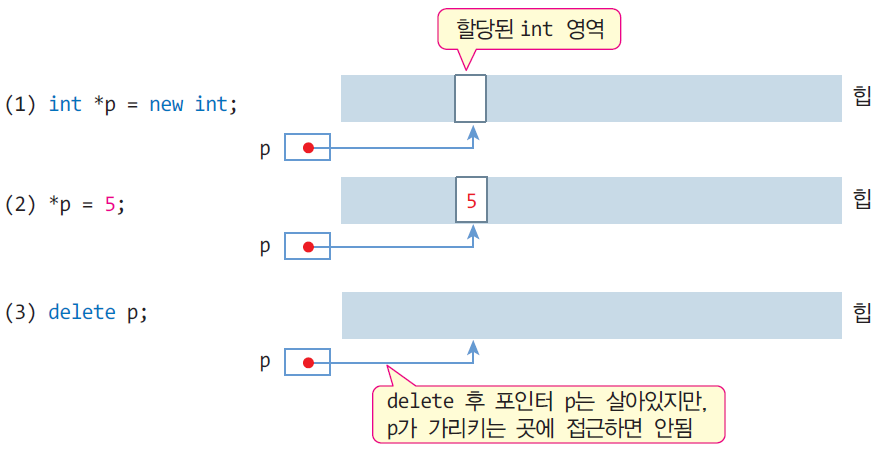 할당된 int 영역
(1) int *p = new int;
힙
p
(2) *p = 5;
5
힙
p
(3) delete p;
힙
p
delete 후 포인터 p는 살아있지만,
p가 가리키는 곳에 접근하면 안됨